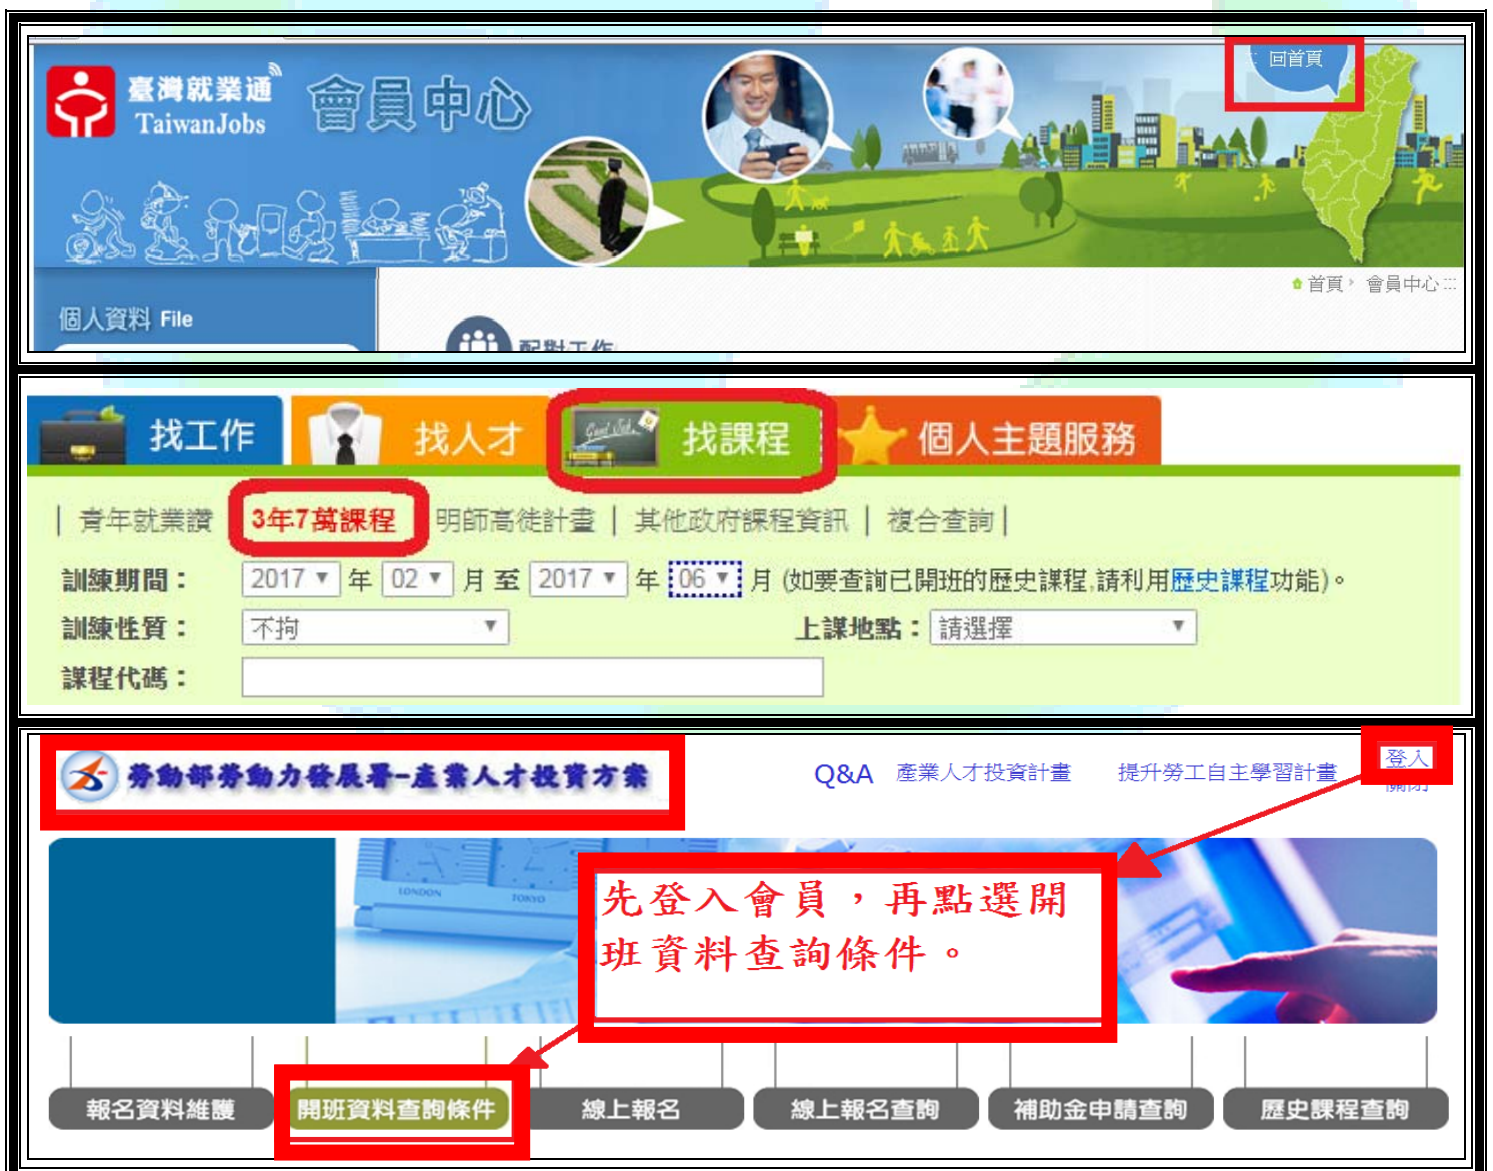 臺灣就業通
TaiwanJobs
會員中心
回首頁
首頁
會員中心 :::
個人資料 File
配對工作
找工作
找人才
Good Job.
找課程
個人主題服務
| 青年就業讚 3年7萬課程 明師高徒計畫 | 其他政府課程資訊 | 複合查詢 |
訓練期間： 2017 年 02 月 至 2017 年 06 月 (如要查詢已開班的歷史課程,請利用歷史課程功能)。
訓練性質： 不拘 上課地點： 請選擇
課程代碼：
勞動部勞動力發展署-產業人才投資方案
Q&A 產業人才投資計畫 提升勞工自主學習計畫
登入
關閉
LONDON
TOKYO
先登入會員，再點選開
班資料查詢條件。
報名資料維護 開班資料查詢條件 線上報名 線上報名查詢 補助金申請查詢 歷史課程查詢